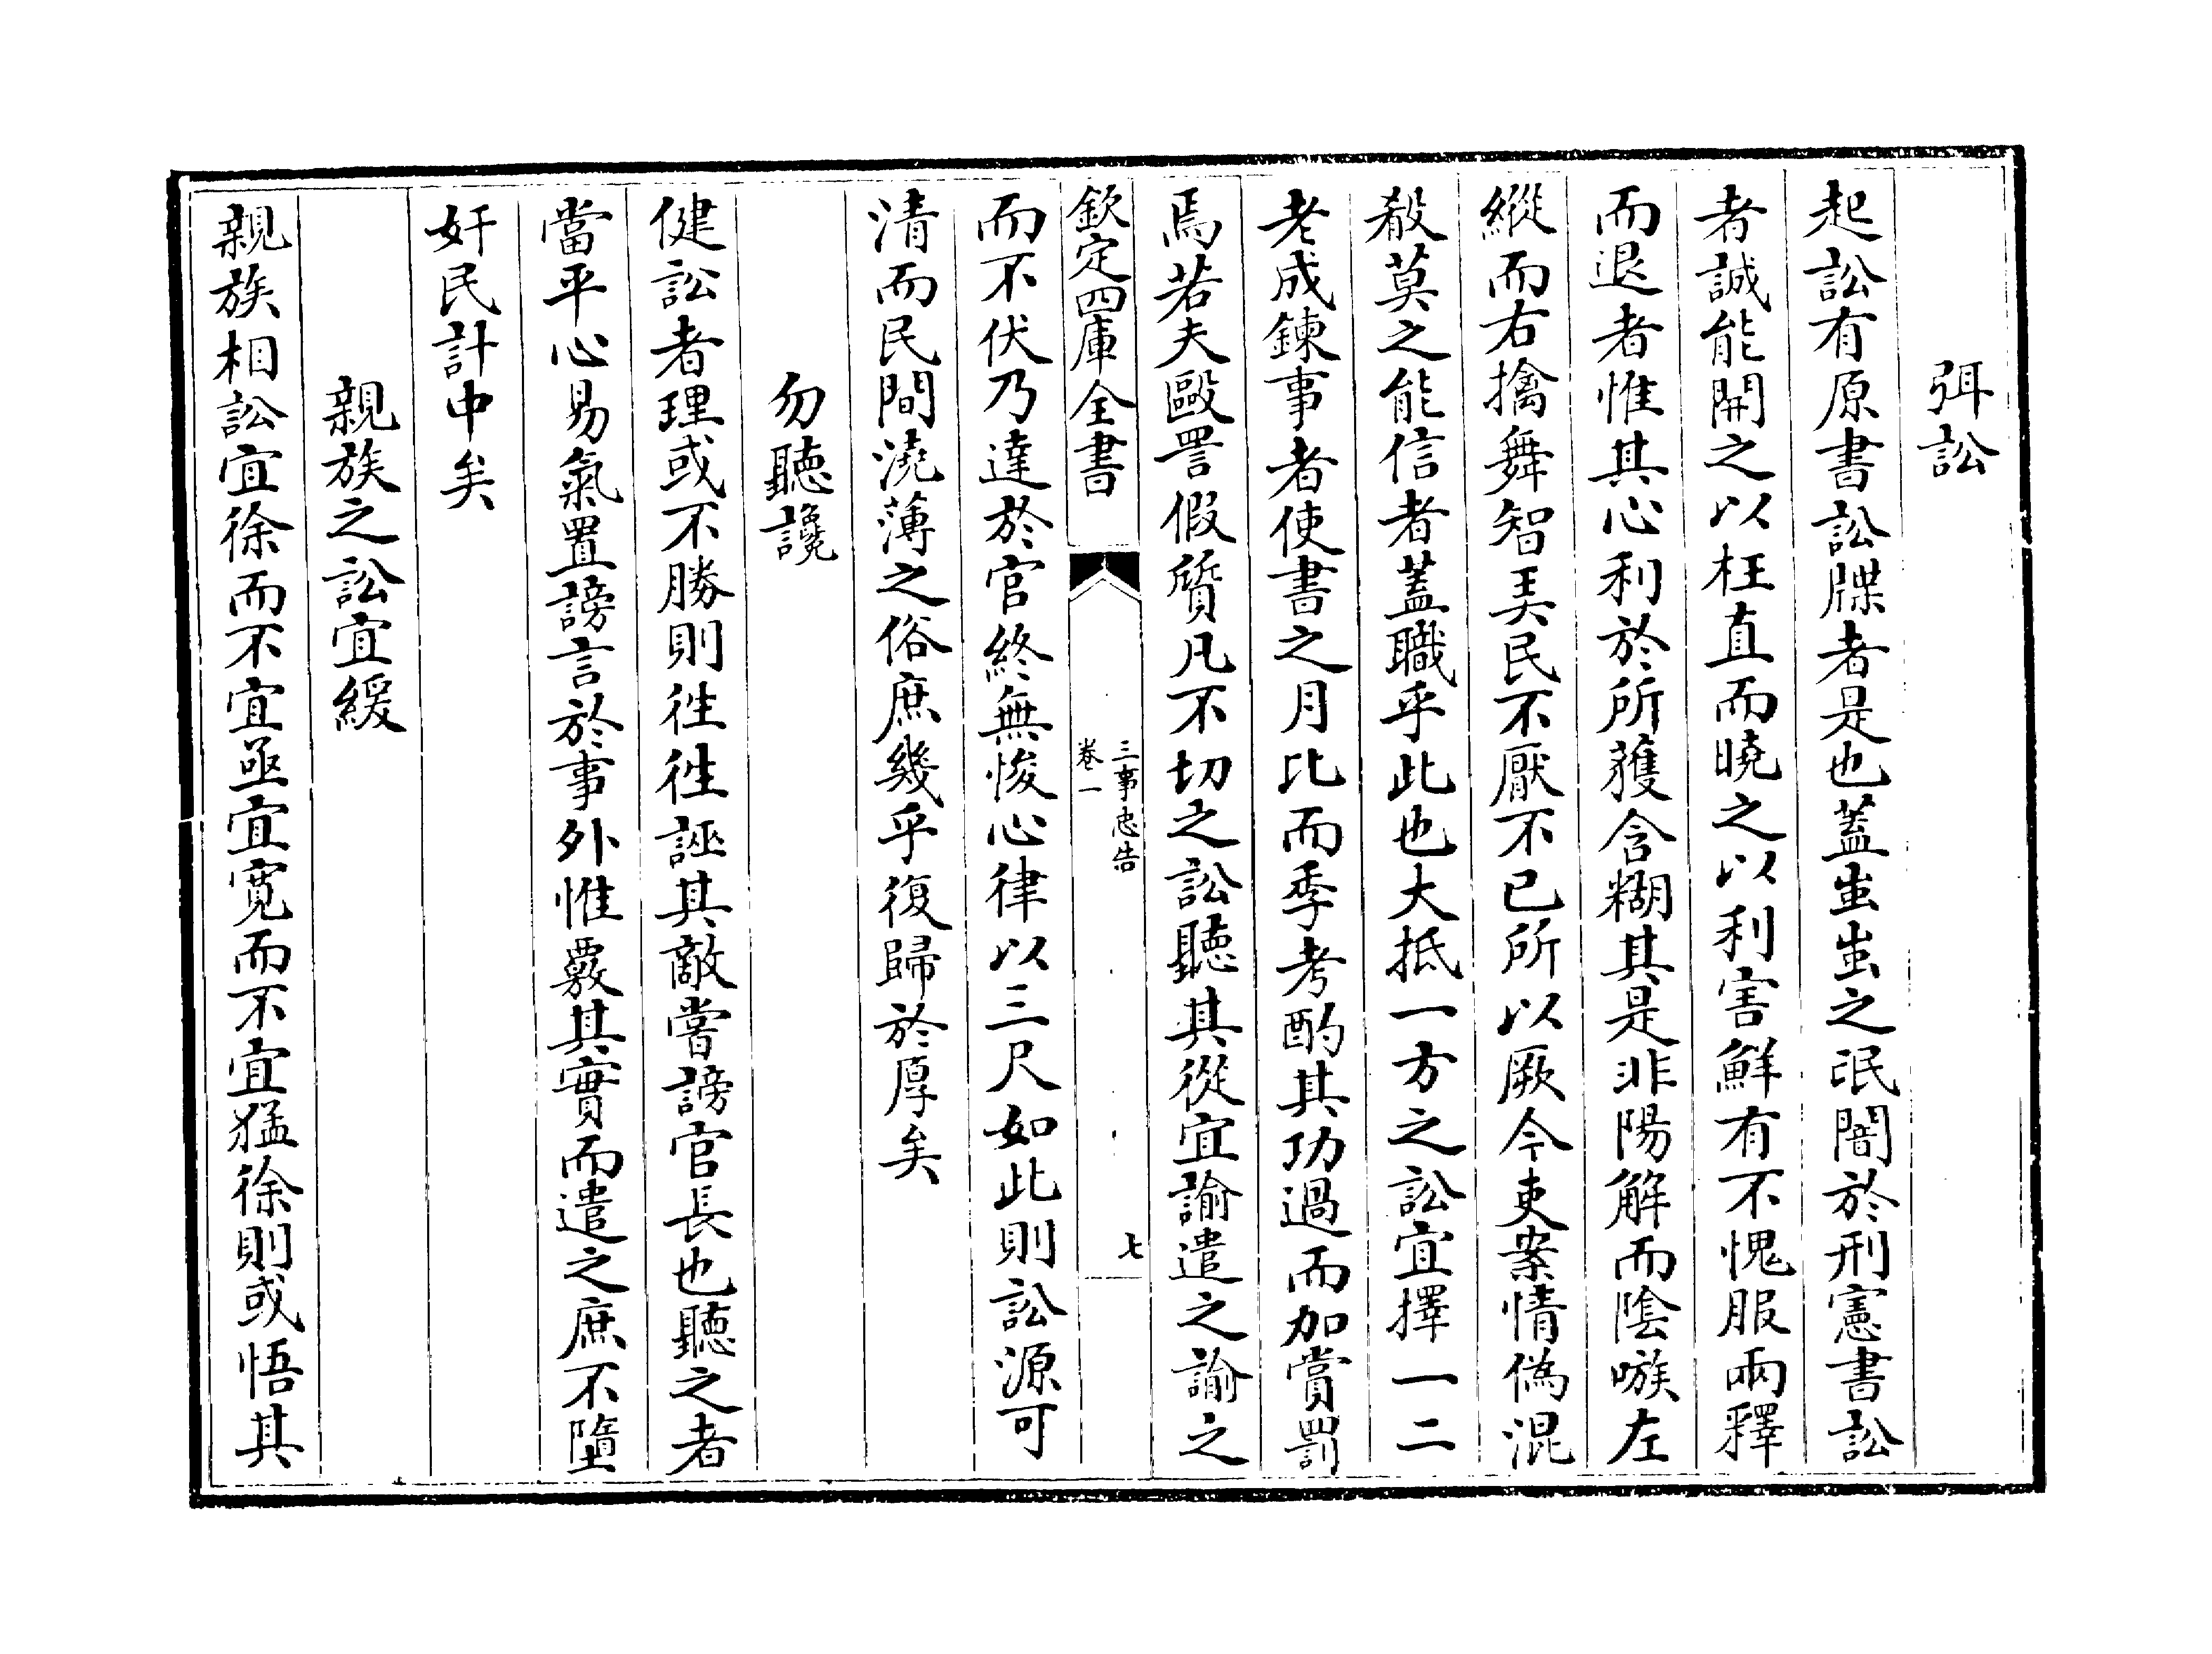 弭訟
起訟有原書訟牒者是也蓋蚩蚩之氓闇於刑憲書訟
者誠能開之以枉直而曉之以利害鮮有不愧服兩釋
而退者惟其心利於所獲含糊其是非陽解而陰嗾左
縱而右擒舞智弄民不厭不已所以厥今吏案情偽混
殽莫之能信者蓋職乎此也大抵一方之訟宜擇一二
老成鍊事者使書之月比而季考酌其功過而加賞罰
焉若夫毆詈假質凡不切之訟聽其從宜諭遣之諭之
欽定四庫全書
三事忠告
卷一
七
而不伏乃達於官終無悛心律以三尺如此則訟源可
清而民間澆薄之俗庶幾乎復歸於厚矣
勿聽讒
健訟者理或不勝則往往誣其敵嘗謗官長也聽之者
當平心易氣置謗言於事外惟覈其實而遣之庶不墮
奸民計中矣
親族之訟宜緩
親族相訟宜徐而不宜亟宜寬而不宜猛徐則或悟其